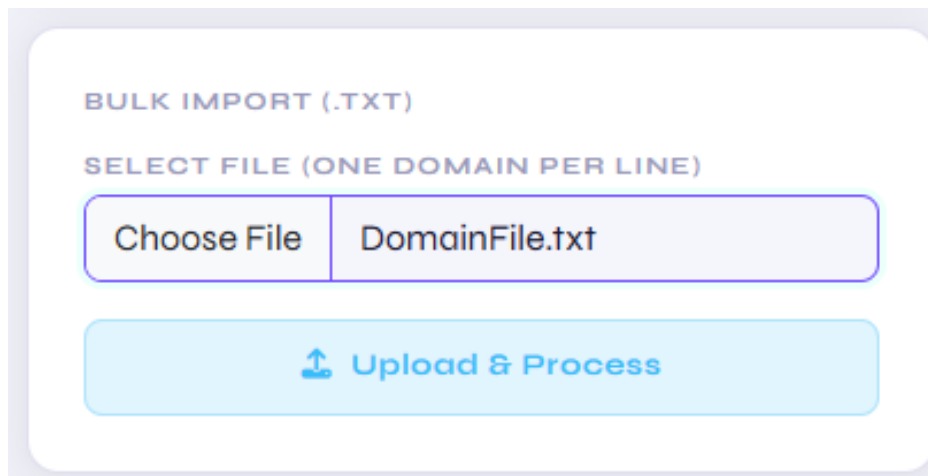 BULK IMPORT (.TXT)
SELECT FILE (ONE DOMAIN PER LINE)
Choose File DomainFile.txt
Upload & Process